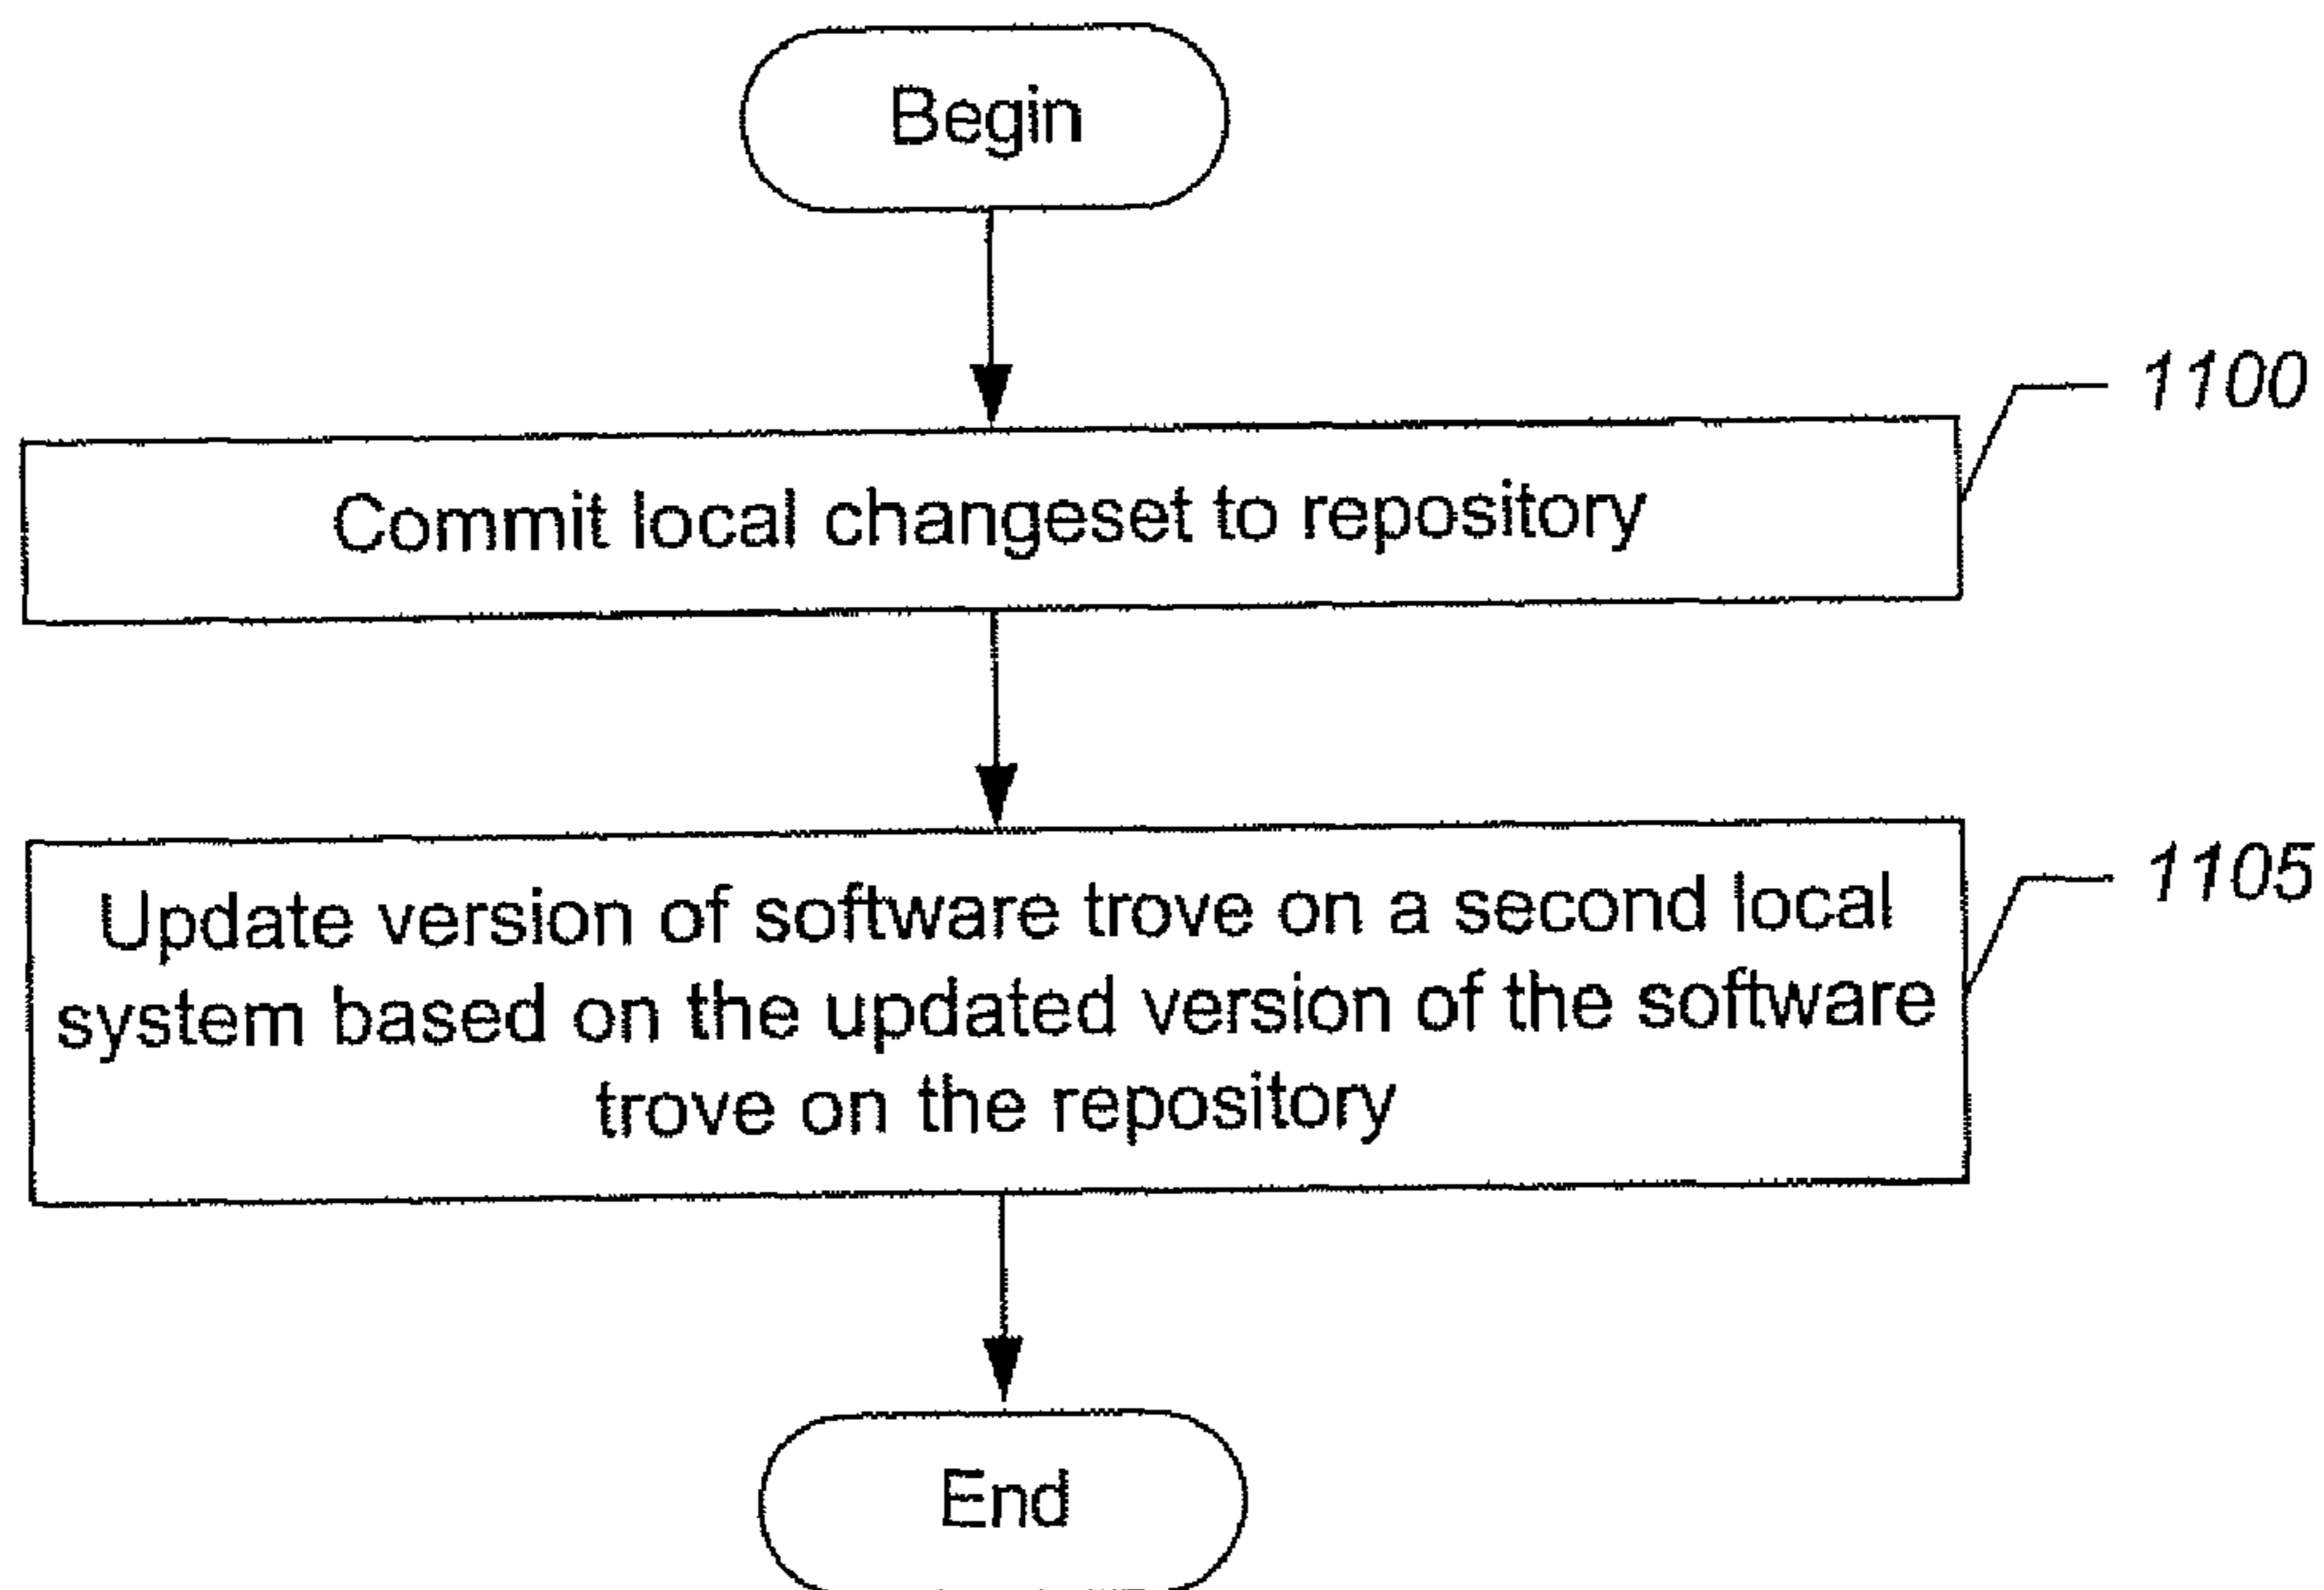 Begin
1100
Commit local changeset to repository
1105
Update version of software trove on a second local
system based on the updated version of the software
trove on the repository
End